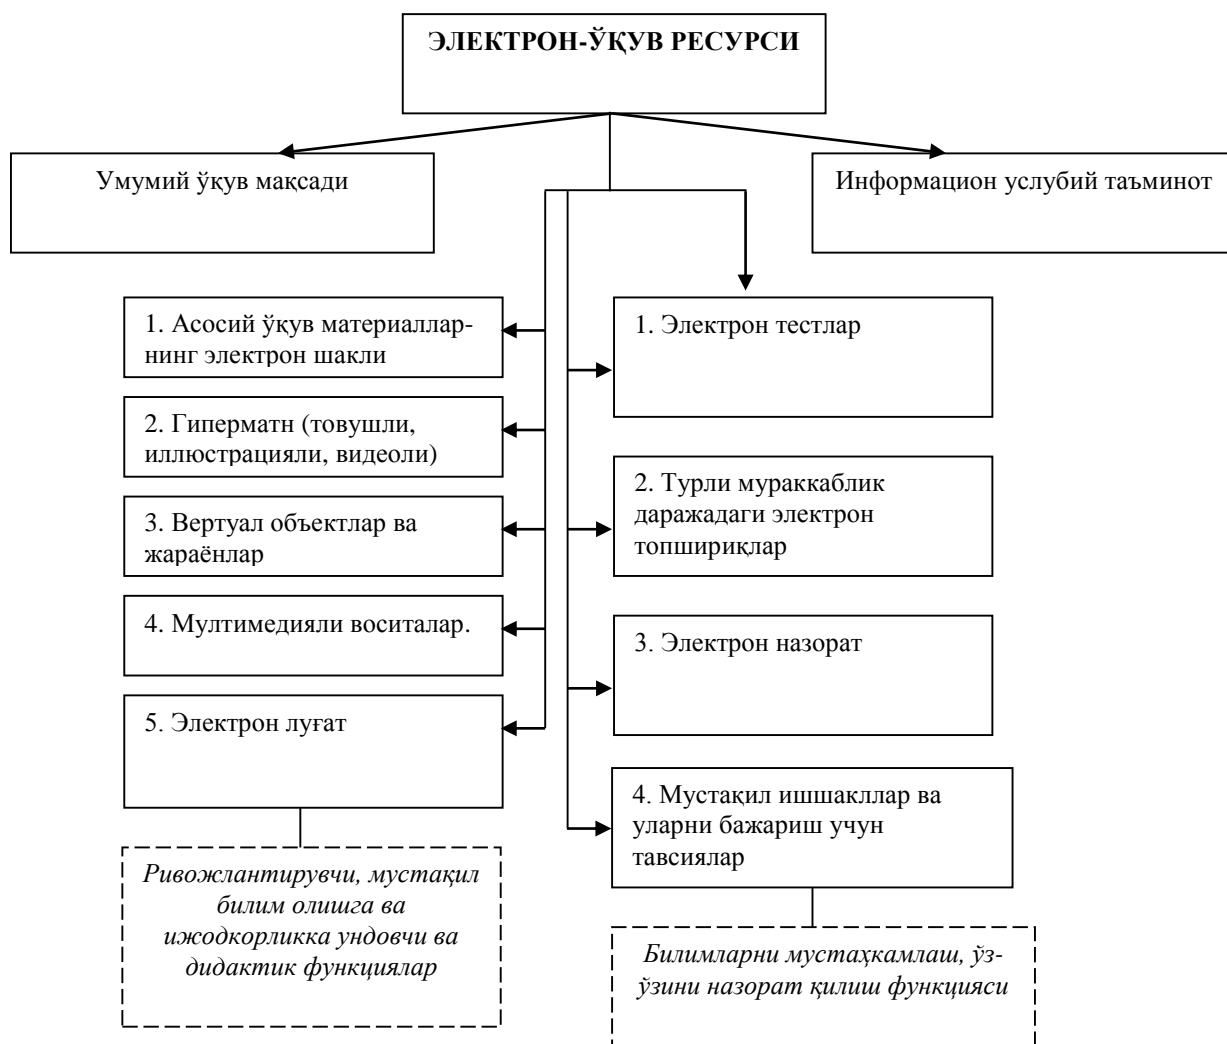 ЭЛЕКТРОН-ЎҚУВ РЕСУРСИ
Умумий ўқув мақсади
Информацион услубий таъминот
1. Асосий ўқув материаллар-
нинг электрон шакли
2. Гиперматн (товушли,
иллюстрацияли, видеоли)
3. Вертуал объектлар ва
жараёнлар
4. Мултимедияли воситалар.
5. Электрон луғат
Ривожлантирувчи, мустақил
билим олишга ва
ижодкорликка ундовчи ва
дидактик функциялар
1. Электрон тестлар
2. Турли мураккаблик
даражадаги электрон
топшириқлар
3. Электрон назорат
4. Мустақил ишшакллар ва
уларни бажариш учун
тавсиялар
Билимларни мустаҳкамлаш, ўз-
ўзини назорат қилиш функцияси